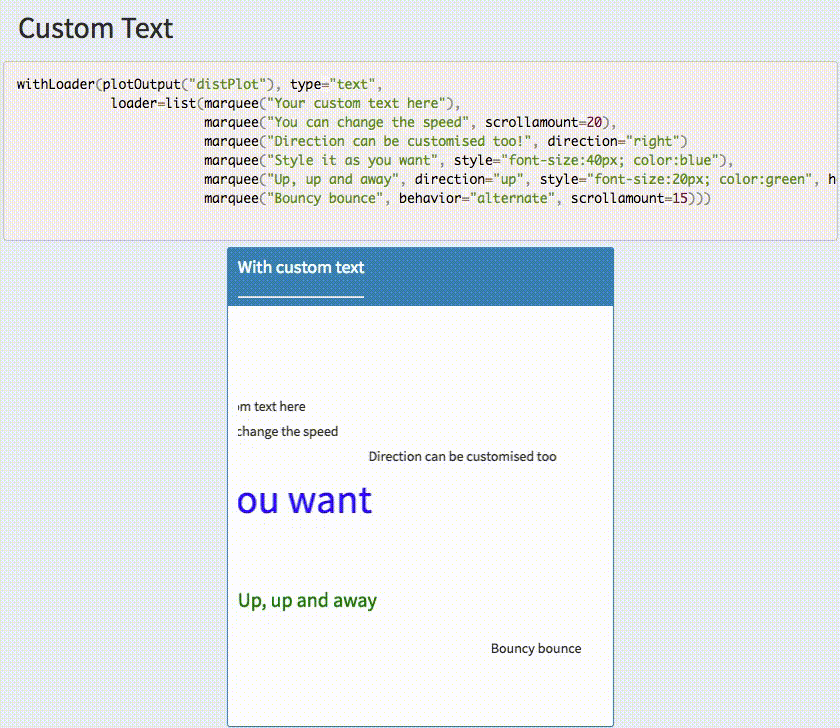 Custom Text
withLoader(plotOutput("distPlot"), type="text",
loader=list(marquee("Your custom text here"),
marquee("You can change the speed", scrollamount=20),
marquee("Direction can be customised too!", direction="right")
marquee("Style it as you want", style="font-size:40px; color:blue"),
marquee("Up, up and away", direction="up", style="font-size:20px; color:green", h
marquee("Bouncy bounce", behavior="alternate", scrollamount=15)))
With custom text
om text here
change the speed
Direction can be customised too
ou want
Up, up and away
Bouncy bounce